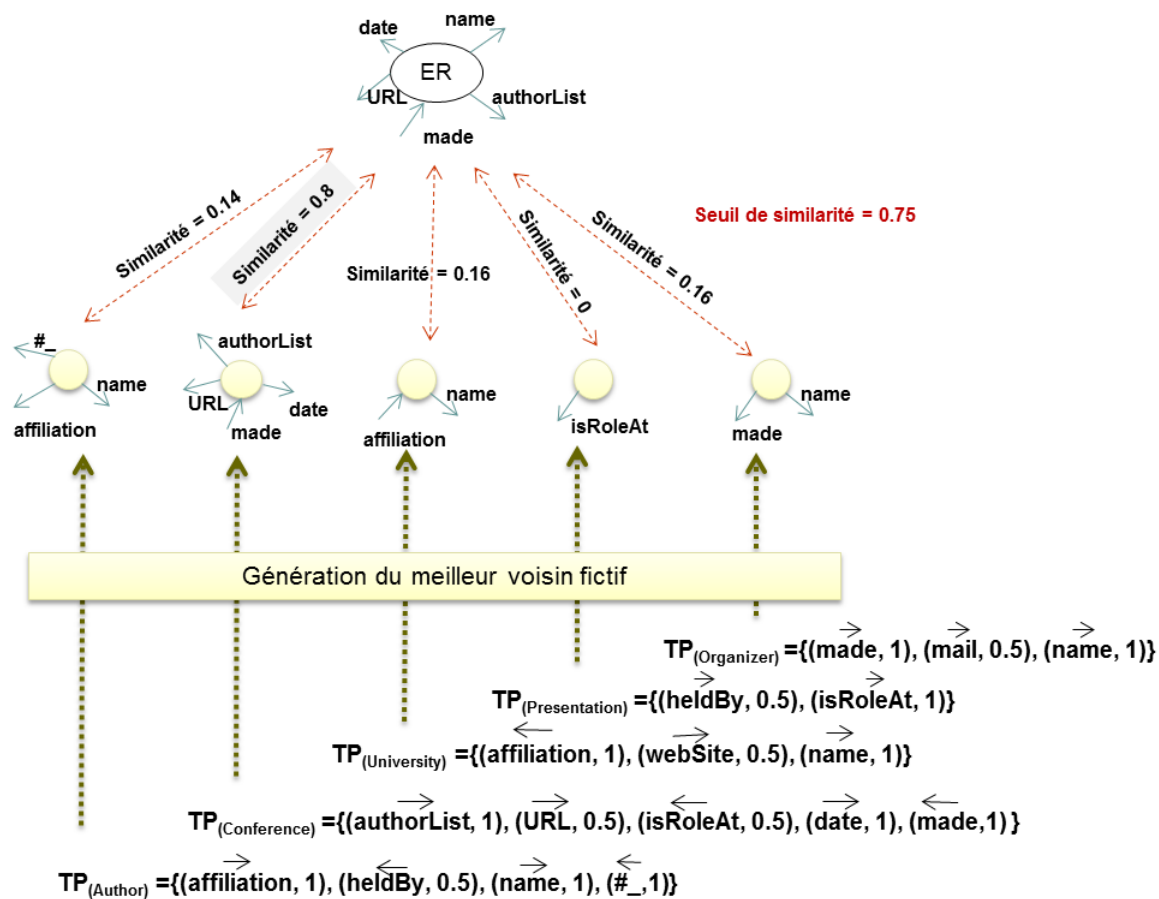 name
date
ER
URL
authorList
made
Similarité = 0.14
Similarité = 0.8
Similarité = 0.16
Similarité = 0
Similarité = 0.16
Seuil de similarité = 0.75
#_
name
affiliation
authorList
URL
date
made
name
affiliation
isRoleAt
name
made
Génération du meilleur voisin fictif
TP(Organizer) ={(made, 1), (mail, 0.5), (name, 1)}
TP(Presentation) ={(heldBy, 0.5), (isRoleAt, 1)}
TP(University) ={(affiliation, 1), (webSite, 0.5), (name, 1)}
TP(Conference) ={(authorList, 1), (URL, 0.5), (isRoleAt, 0.5), (date, 1), (made,1) }
TP(Author) ={(affiliation, 1), (heldBy, 0.5), (name, 1), (#_,1)}